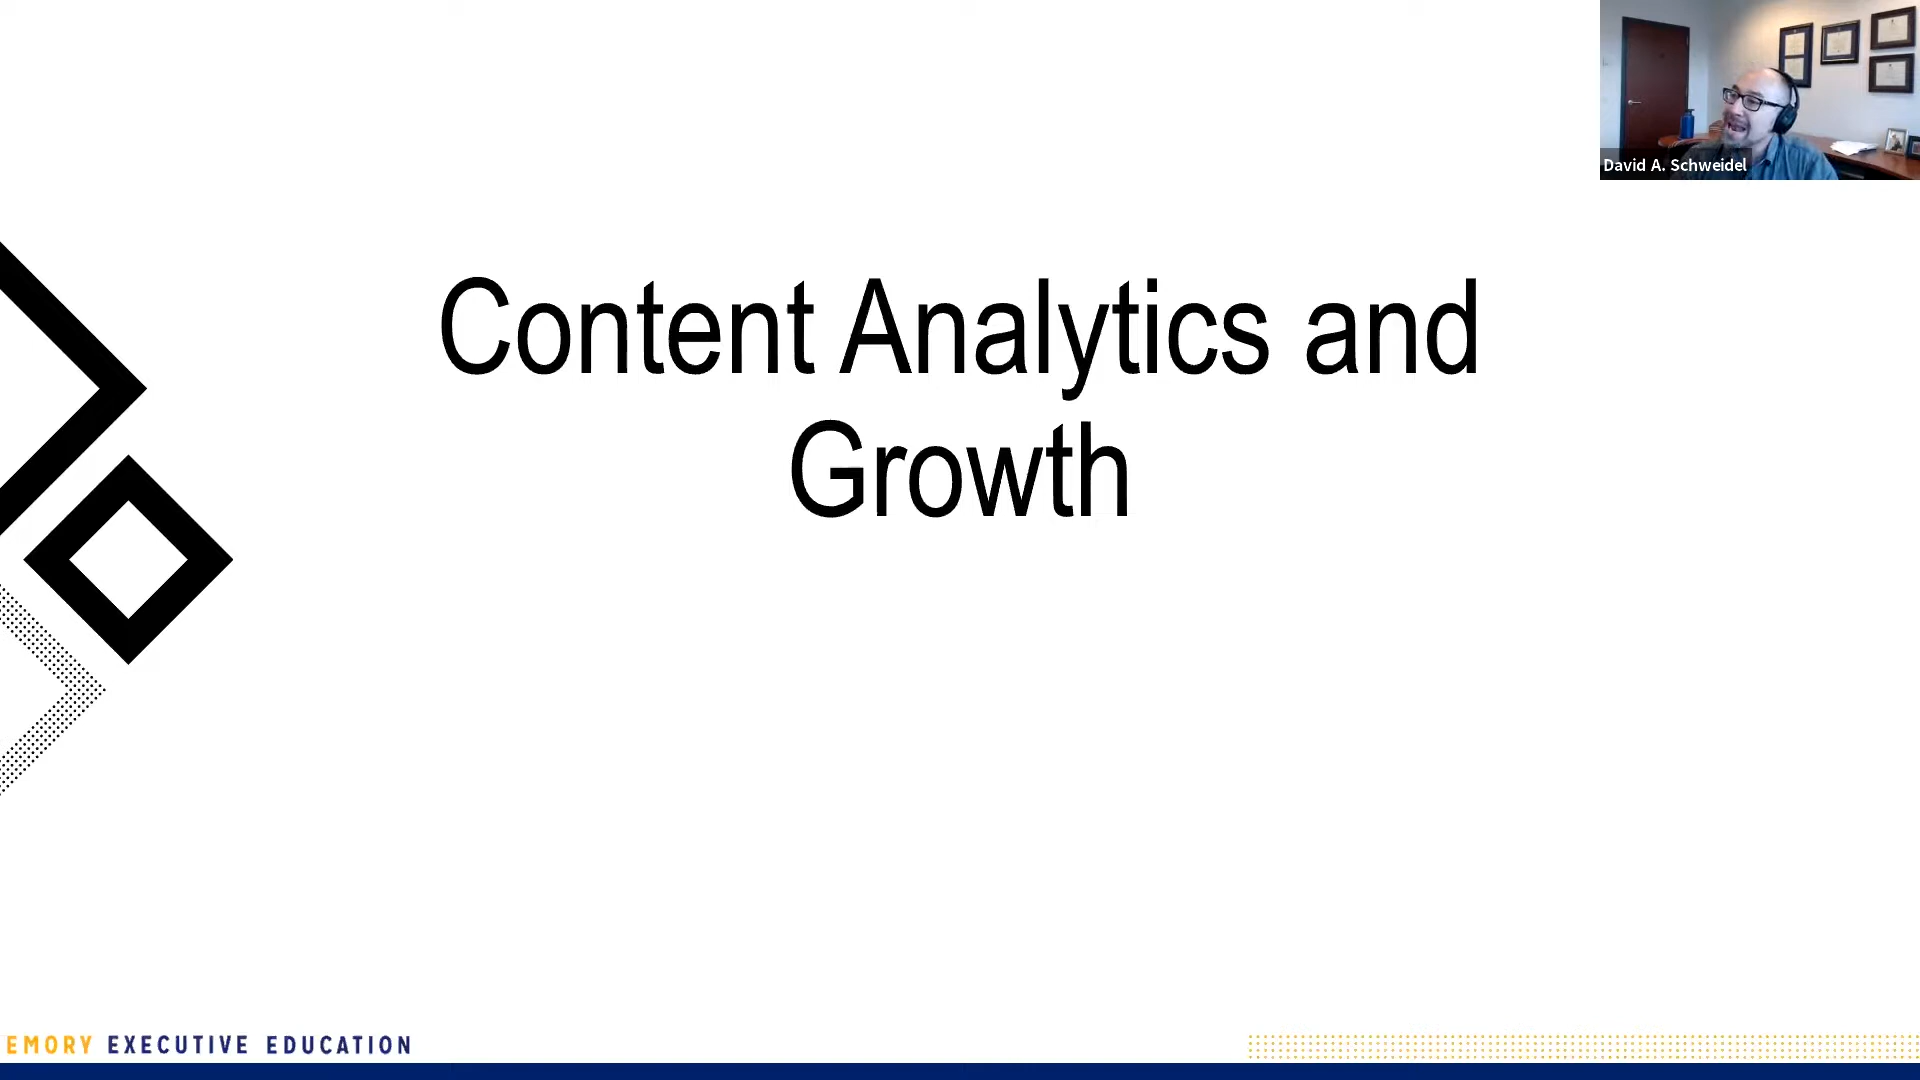 David A. Schweidel
Content Analytics and
Growth
EMORY EXECUTIVE EDUCATION